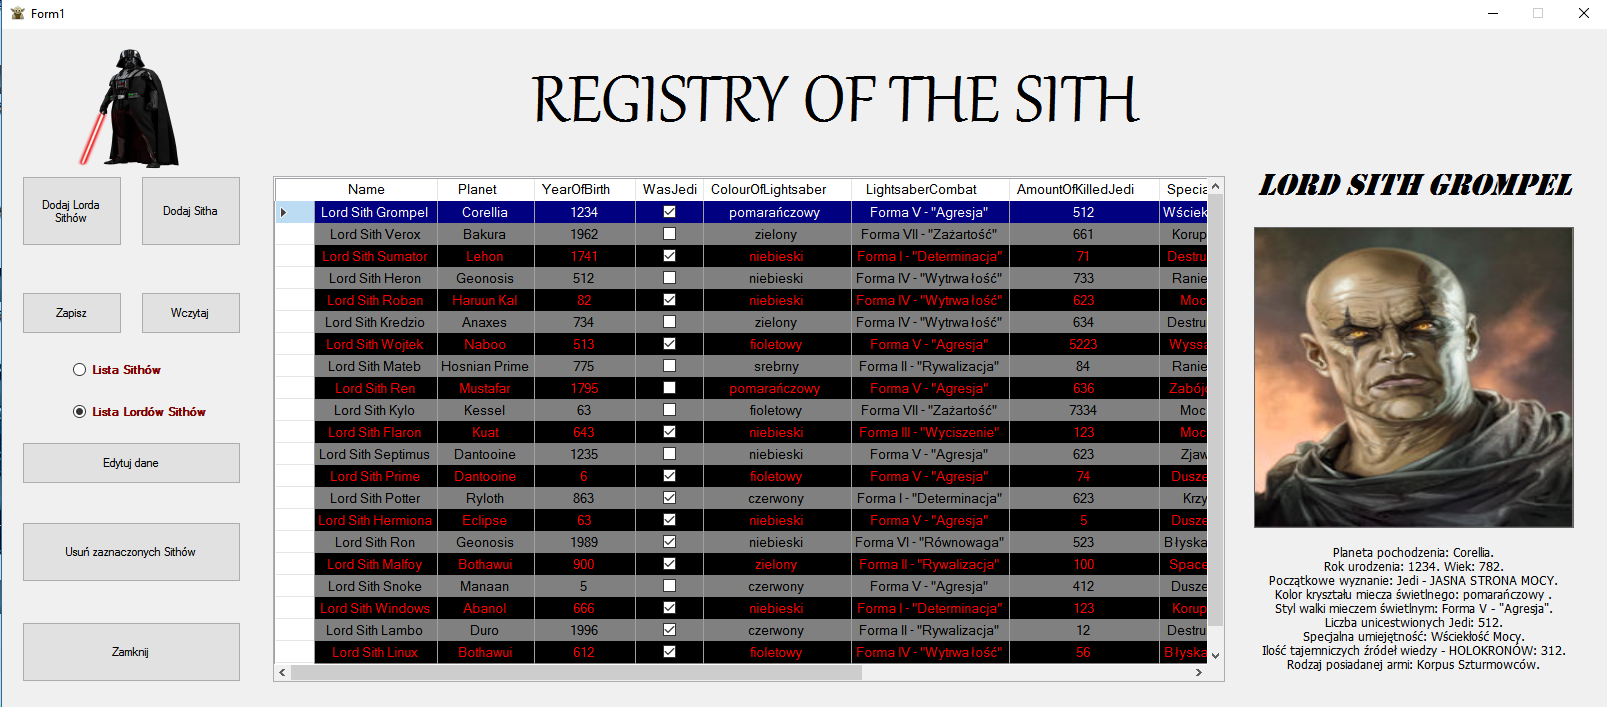 Form1
REGISTRY OF THE SITH
Dodaj Lorda
Sithów
Dodaj Sitha
Zapisz
Wczytaj
Lista Sithów
Lista Lordów Sithów
Edytuj dane
Usuń zaznaczonych Sithów
Zamknij
Name Planet YearOfBirth WasJedi ColourOfLightsaber LightsaberCombat AmountOfKilledJedi Specia
Lord Sith Grompel Corellia 1234 pomarańczowy Forma V - "Agresja" 512 Wściek
Lord Sith Verox Bakura 1962 zielony Forma VII - "Zażartość" 661 Korup
Lord Sith Sumator Lehon 1741 niebieski Forma I - "Determinacja" 71 Destru
Lord Sith Heron Geonosis 512 niebieski Forma IV - "Wytrwałość" 733 Ranie
Lord Sith Roban Haruun Kal 82 niebieski Forma IV - "Wytrwałość" 623 Moc
Lord Sith Kredzio Anaxes 734 zielony Forma IV - "Wytrwałość" 634 Destru
Lord Sith Wojtek Naboo 513 fioletowy Forma V - "Agresja" 5223 Wyssa
Lord Sith Mateb Hosnian Prime 775 srebrny Forma II - "Rywalizacja" 84 Ranie
Lord Sith Ren Mustafar 1795 pomarańczowy Forma V - "Agresja" 636 Zabój
Lord Sith Kylo Kessel 63 fioletowy Forma VII - "Zażartość" 7334 Moc
Lord Sith Flaron Kuat 643 niebieski Forma III - "Wyciszenie" 123 Moc
Lord Sith Septimus Dantooine 1235 niebieski Forma V - "Agresja" 623 Zjaw
Lord Sith Prime Dantooine 6 fioletowy Forma V - "Agresja" 74 Dusze
Lord Sith Potter Ryloth 863 czerwony Forma I - "Determinacja" 623 Krzy
Lord Sith Hermiona Eclipse 63 niebieski Forma V - "Agresja" 5 Dusze
Lord Sith Ron Geonosis 1989 niebieski Forma VI - "Równowaga" 523 Błyska
Lord Sith Malfoy Bothawui 900 zielony Forma II - "Rywalizacja" 100 Space
Lord Sith Snoke Manaan 5 czerwony Forma V - "Agresja" 412 Dusze
Lord Sith Windows Abanol 666 niebieski Forma I - "Determinacja" 123 Korup
Lord Sith Lambo Duro 1996 czerwony Forma II - "Rywalizacja" 12 Destru
Lord Sith Linux Bothawui 612 fioletowy Forma IV - "Wytrwałość" 56 Błyska
LORD SITH GROMPEL
Planeta pochodzenia: Corellia.
Rok urodzenia: 1234. Wiek: 782.
Początkowe wyznanie: Jedi - JASNA STRONA MOCY.
Kolor kryształu miecza świetlnego: pomarańczowy .
Styl walki mieczem świetlnym: Forma V - "Agresja".
Liczba unicestwionych Jedi: 512.
Specjalna umiejętność: Wściekłość Mocy.
Ilość tajemniczych źródeł wiedzy - HOLOKRONÓW: 312.
Rodzaj posiadanej armi: Korpus Szturmowców.